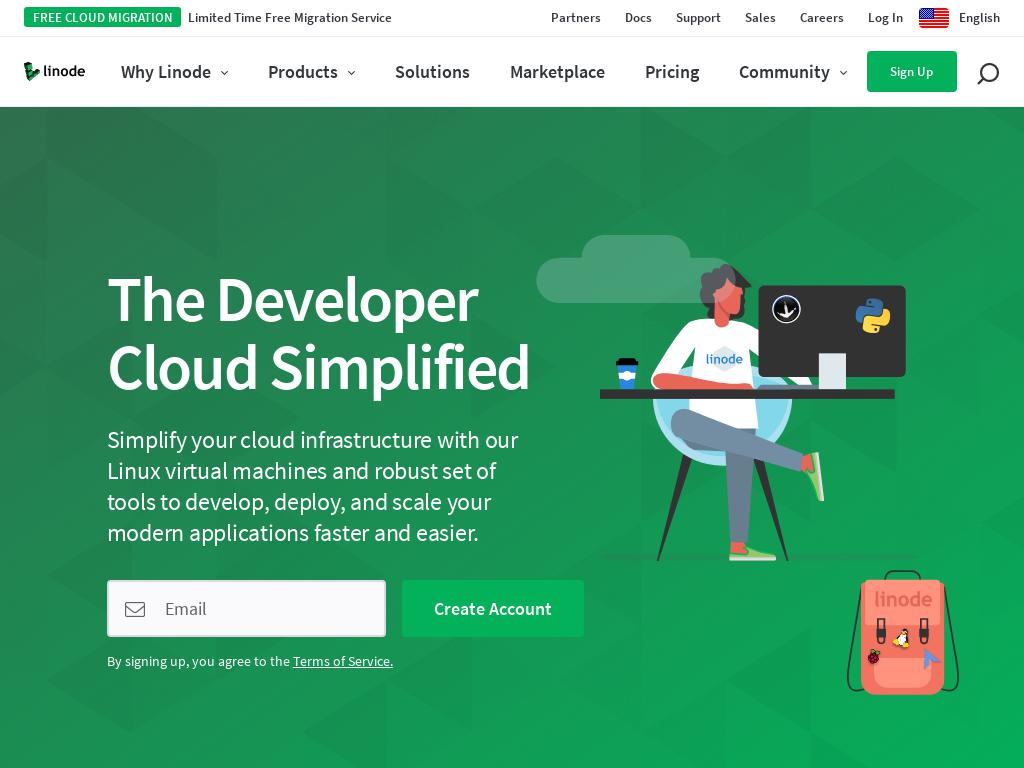 FREE CLOUD MIGRATION Limited Time Free Migration Service Partners Docs Support Sales Careers Log In English
linode Why Linode Products Solutions Marketplace Pricing Community Sign Up
The Developer
Cloud Simplified
Simplify your cloud infrastructure with our
Linux virtual machines and robust set of
tools to develop, deploy, and scale your
modern applications faster and easier.
Email Create Account
By signing up, you agree to the Terms of Service.
linode
linode